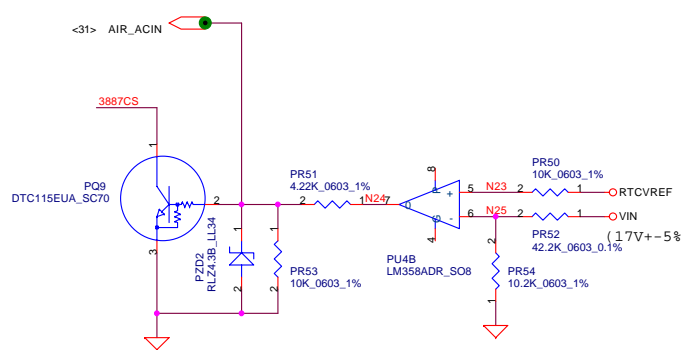 <31> AIR_ACIN
3887CS
1
PQ9
DTC115EUA_SC70
2
3
1
PZD2
RLZ4.3B_LL34
2
1
PR53
10K_0603_1%
2
PR51
4.22K_0603_1%
2
1
N24
7
8
P
0
+
-
G
4
PU4B
LM358ADR_SO8
5
N23
2
PR50
10K_0603_1%
1
RTCVREF
6
N25
2
1
VIN
PR52
42.2K_0603_0.1%
(17V+-5%
2
PR54
10.2K_0603_1%
1